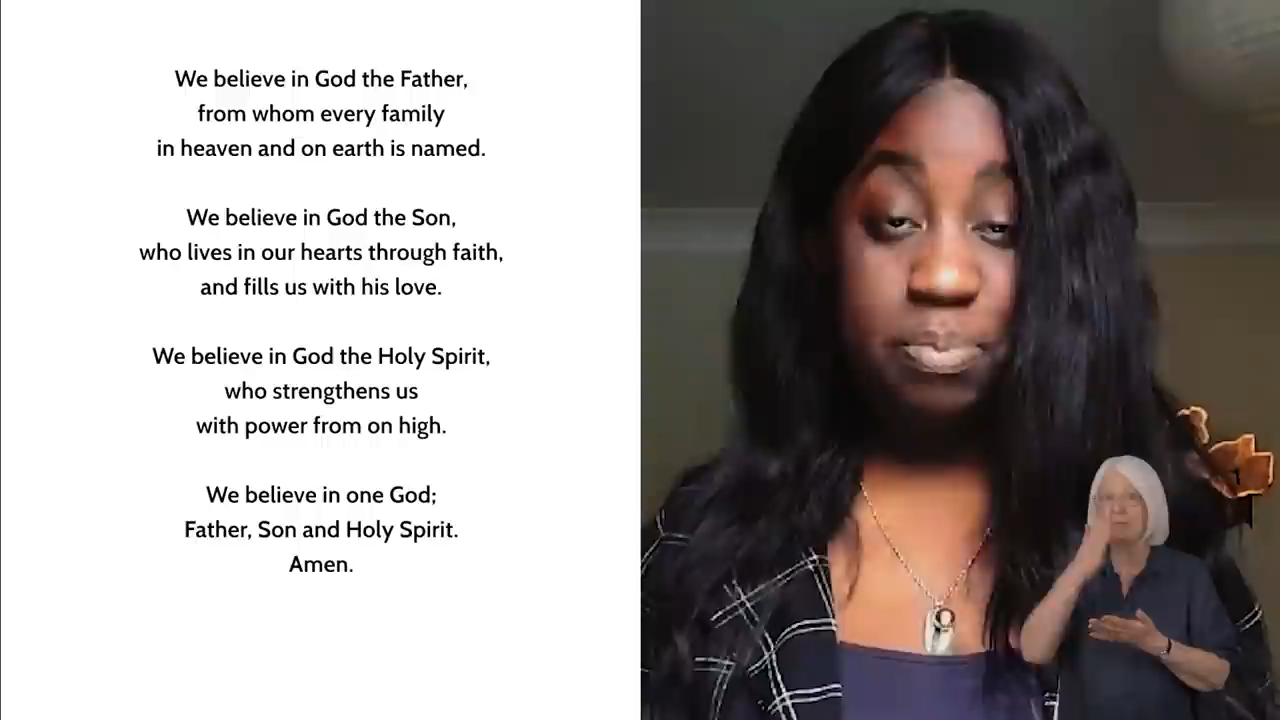 We believe in God the Father,
from whom every family
in heaven and on earth is named.
We believe in God the Son,
who lives in our hearts through faith,
and fills us with his love.
We believe in God the Holy Spirit,
who strengthens us
with power from on high.
We believe in one God;
Father, Son and Holy Spirit.
Amen.